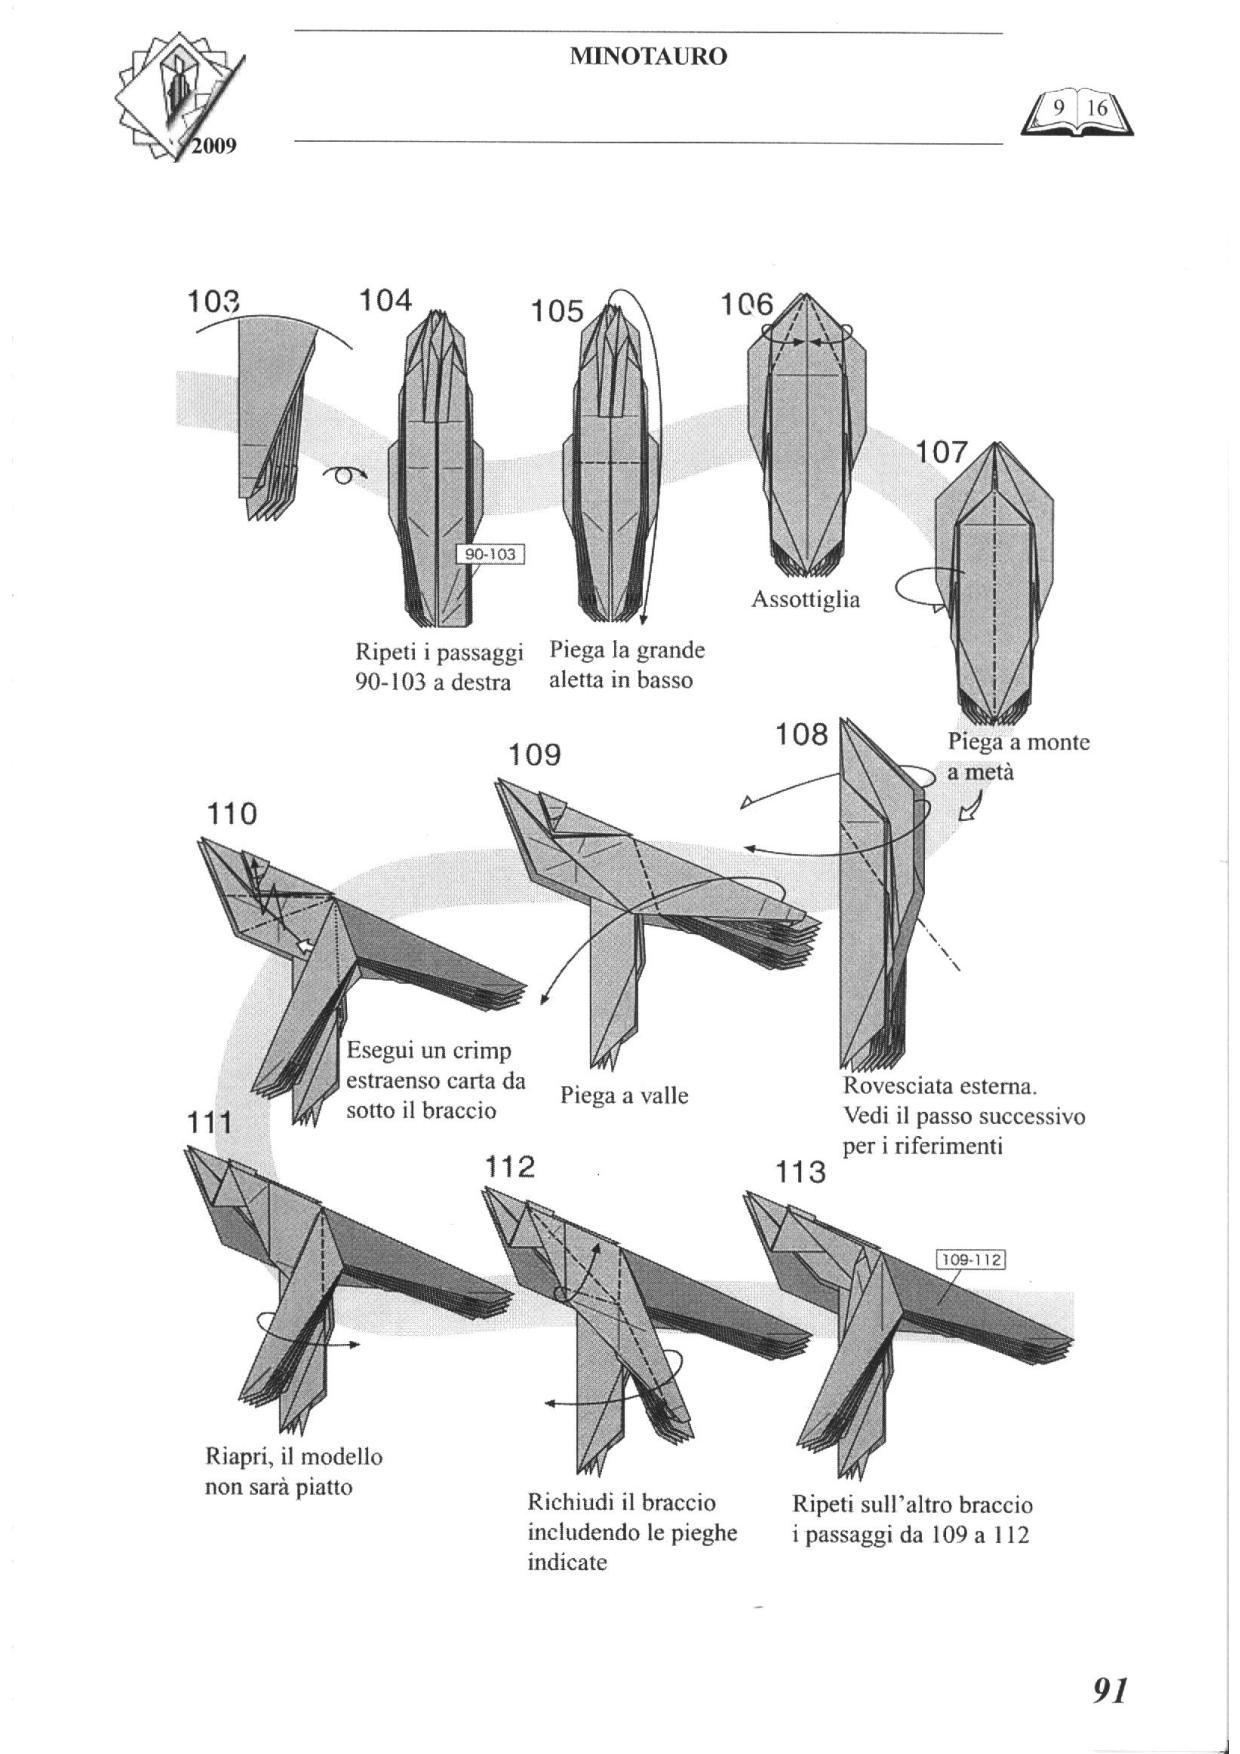 MINOTAURO
2009
9 16
103
104
90-103
Ripeti i passaggi
90-103 a destra
105
Piega la grande
aletta in basso
106
Assottiglia
107
Piega a monte
a metà
108
Rovesciata esterna.
Vedi il passo successivo
per i riferimenti
109
Piega a valle
110
Esegui un crimp
estraenso carta da
sotto il braccio
111
Riapri, il modello
non sarà piatto
112
Richiudi il braccio
includendo le pieghe
indicate
113
109-112
Ripeti sull'altro braccio
i passaggi da 109 a 112
91